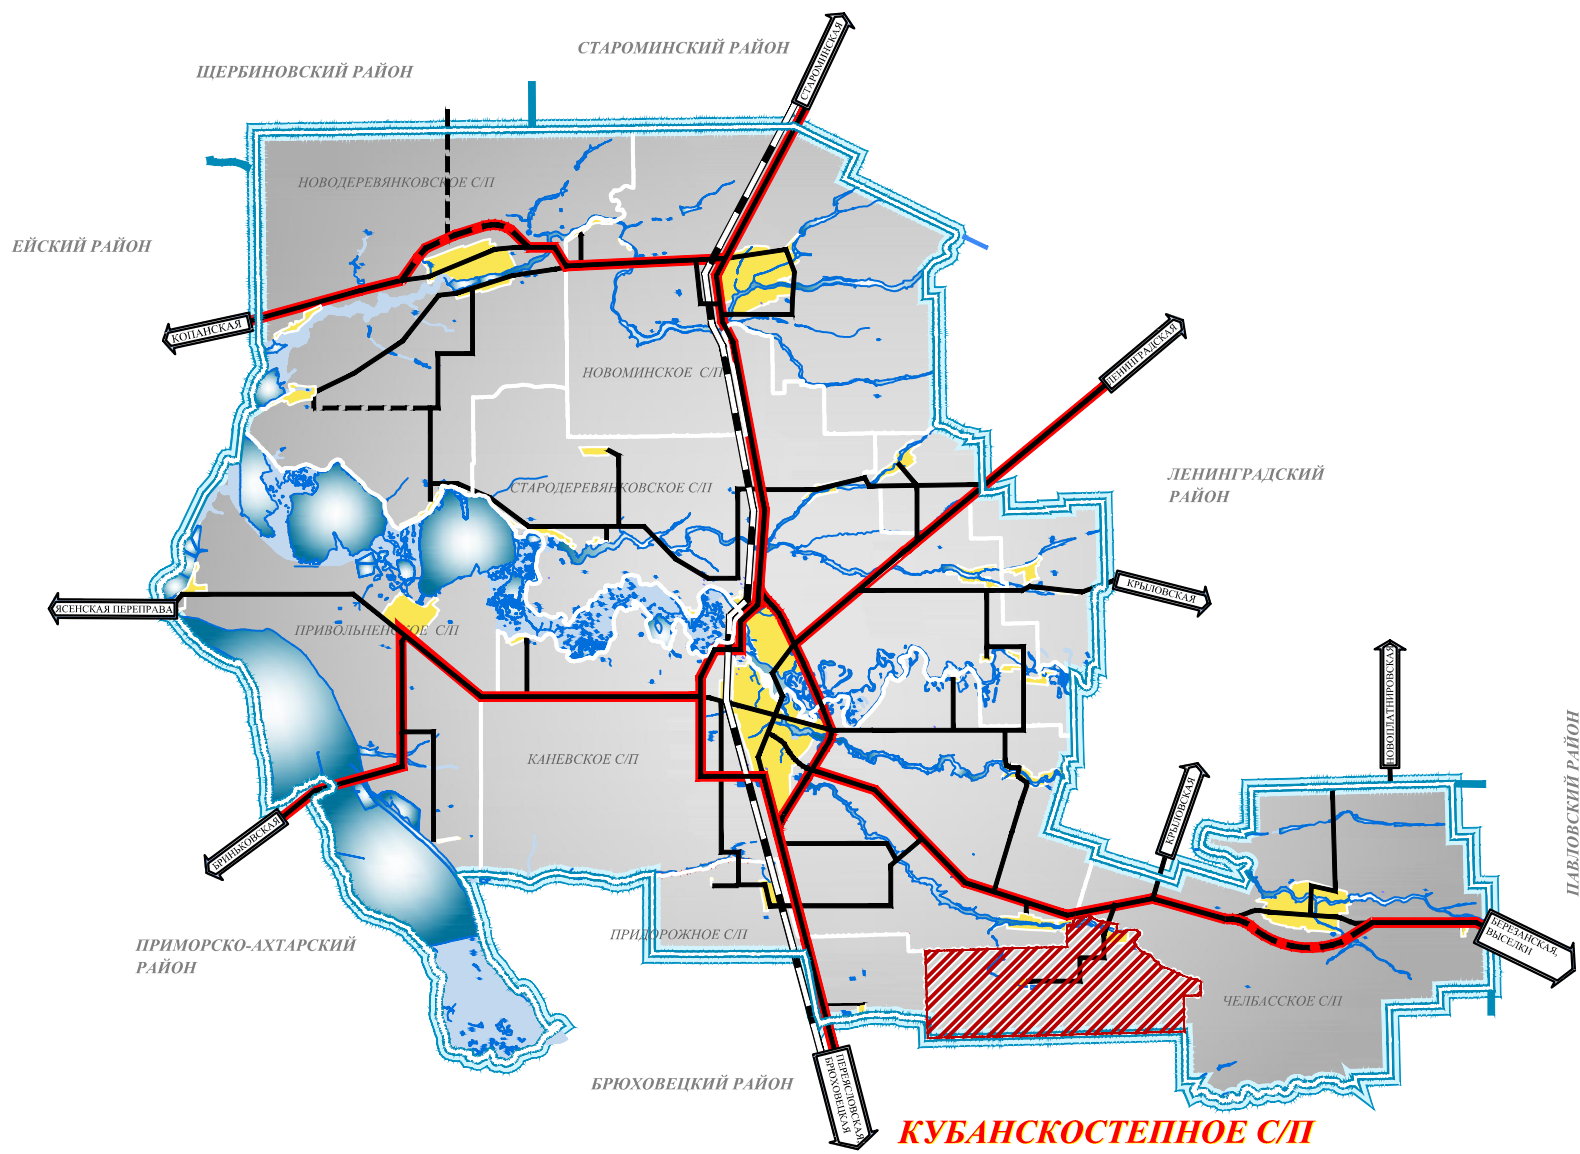 СТАРОМИНСКИЙ РАЙОН
ЩЕРБИНОВСКИЙ РАЙОН
СТАРОМИНСКАЯ
НОВОДЕРЕВЯНКОВСКОЕ С/П
ЕЙСКИЙ РАЙОН
КОПАНСКАЯ
ЛЕНИНГРАДСКАЯ
НОВОМИНСКОЕ С/П
ЛЕНИНГРАДСКИЙ
РАЙОН
СТАРОДЕРЕВЯНКОВСКОЕ С/П
КРЫЛОВСКАЯ
ЯСЕНСКАЯ ПЕРЕПРАВА
ПРИВОЛЬНЕНСКОЕ С/П
НОВОПЛАТНИРОВСКАЯ
КАНЕВСКОЕ С/П
ПАВЛОВСКИЙ РАЙОН
КРЫЛОВСКАЯ
БРИНЬКОВСКАЯ
ПРИДОРОЖНОЕ С/П
БЕРЕЗАНСКАЯ,
ВЫСЕЛКИ
ПРИМОРСКО-АХТАРСКИЙ
РАЙОН
ЧЕЛБАССКОЕ С/П
ПЕРЕЯСЛОВСКАЯ
БРЮХОВЕЦКАЯ
БРЮХОВЕЦКИЙ РАЙОН
КУБАНСКОСТЕПНОЕ С/П